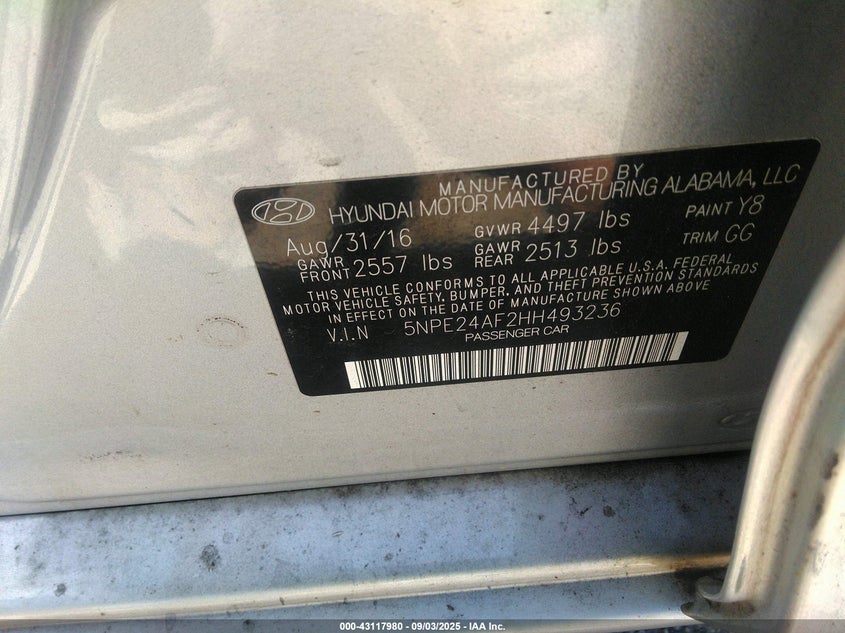 MANUFACTURED BY
HYUNDAI MOTOR MANUFACTURING ALABAMA, LLC
Aug/31/16 GVWR 4497 lbs PAINT Y8
GAWR FRONT 2557 lbs GAWR REAR 2513 lbs TRIM GG
THIS VEHICLE CONFORMS TO ALL APPLICABLE U.S.A. FEDERAL
MOTOR VEHICLE SAFETY, BUMPER, AND THEFT PREVENTION STANDARDS
IN EFFECT ON THE DATE OF MANUFACTURE SHOWN ABOVE
V.I.N 5NPE24AF2HH493236
PASSENGER CAR
000-43117980 - 09/03/2025 - IAA Inc.